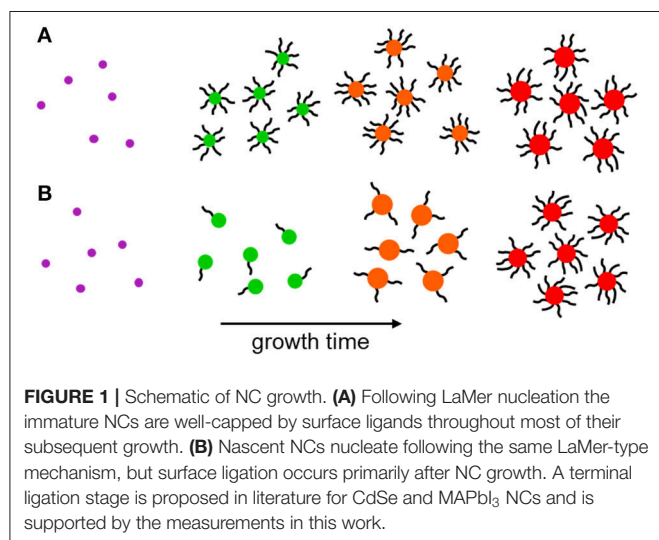 A
B
growth time
FIGURE 1 | Schematic of NC growth. (A) Following LaMer nucleation the
immature NCs are well-capped by surface ligands throughout most of their
subsequent growth. (B) Nascent NCs nucleate following the same LaMer-type
mechanism, but surface ligation occurs primarily after NC growth. A terminal
ligation stage is proposed in literature for CdSe and MAPbI₃ NCs and is
supported by the measurements in this work.